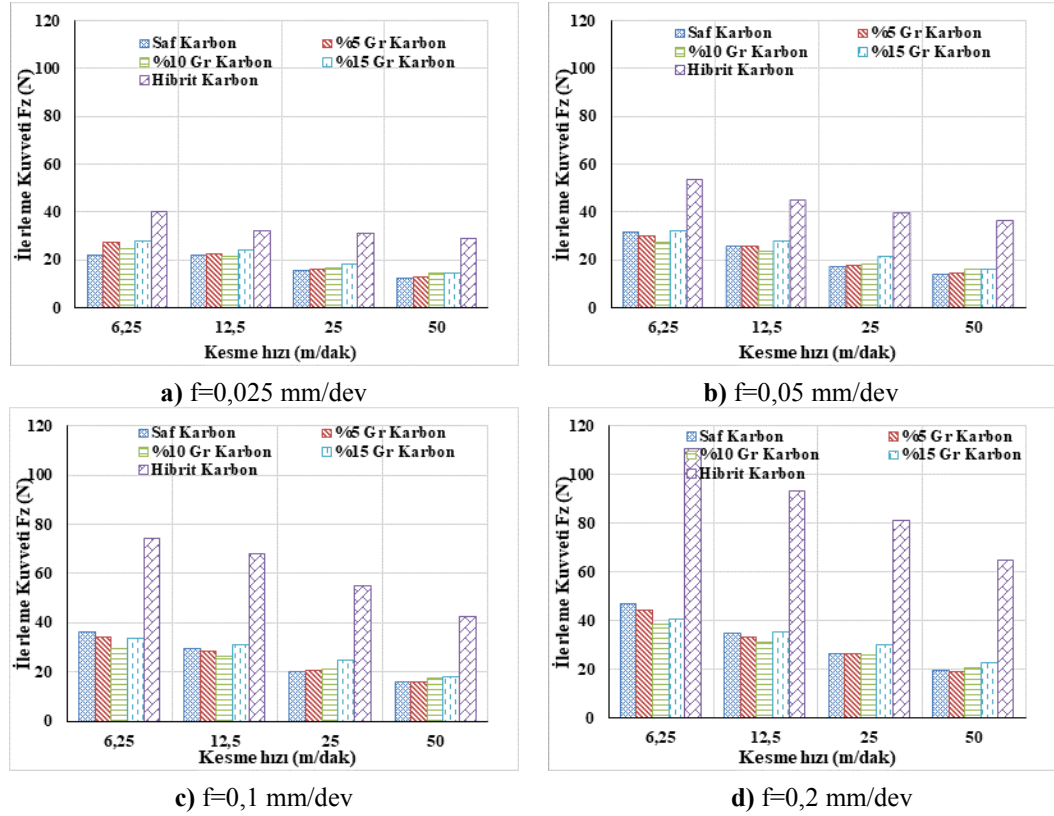 120
100
80
60
40
20
0
İlerleme Kuvveti Fz (N)
Saf Karbon
%5 Gr Karbon
%10 Gr Karbon
%15 Gr Karbon
Hibrit Karbon
6,25
12,5
25
50
Kesme hızı (m/dak)
a) f=0,025 mm/dev
120
100
80
60
40
20
0
İlerleme Kuvveti Fz (N)
Saf Karbon
%5 Gr Karbon
%10 Gr Karbon
%15 Gr Karbon
Hibrit Karbon
6,25
12,5
25
50
Kesme hızı (m/dak)
b) f=0,05 mm/dev
120
100
80
60
40
20
0
İlerleme Kuvveti Fz (N)
Saf Karbon
%5 Gr Karbon
%10 Gr Karbon
%15 Gr Karbon
Hibrit Karbon
6,25
12,5
25
50
Kesme hızı (m/dak)
c) f=0,1 mm/dev
120
100
80
60
40
20
0
İlerleme Kuvveti Fz (N)
Saf Karbon
%5 Gr Karbon
%10 Gr Karbon
%15 Gr Karbon
Hibrit Karbon
6,25
12,5
25
50
Kesme hızı (m/dak)
d) f=0,2 mm/dev